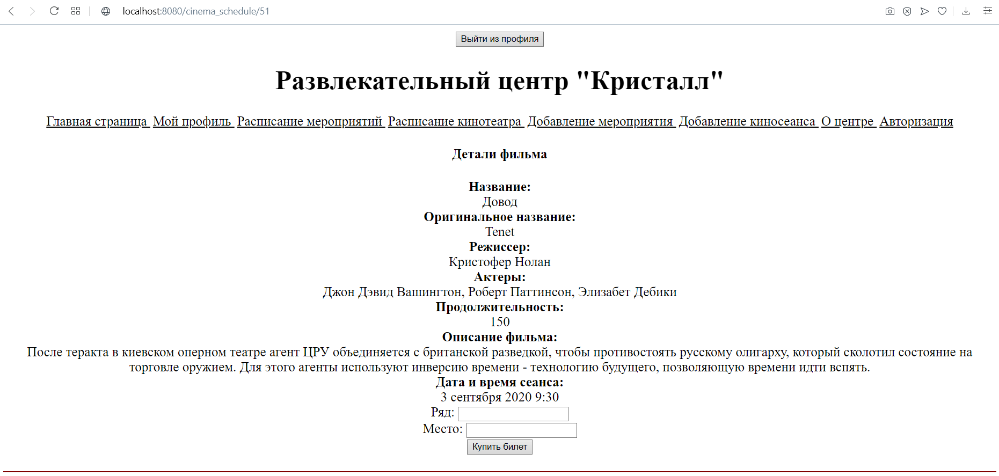 localhost:8080/cinema_schedule/51
Выйти из профиля
Развлекательный центр "Кристалл"
Главная страница Мой профиль Расписание мероприятий Расписание кинотеатра Добавление мероприятия Добавление киносеанса О центре Авторизация
Детали фильма
Название:
Довод
Оригинальное название:
Tenet
Режиссер:
Кристофер Нолан
Актеры:
Джон Дэвид Вашингтон, Роберт Паттинсон, Элизабет Дебики
Продолжительность:
150
Описание фильма:
После теракта в киевском оперном театре агент ЦРУ объединяется с британской разведкой, чтобы противостоять русскому олигарху, который сколотил состояние на
торговле оружием. Для этого агенты используют инверсию времени - технологию будущего, позволяющую времени идти вспять.
Дата и время сеанса:
3 сентября 2020 9:30
Ряд:
Место:
Купить билет